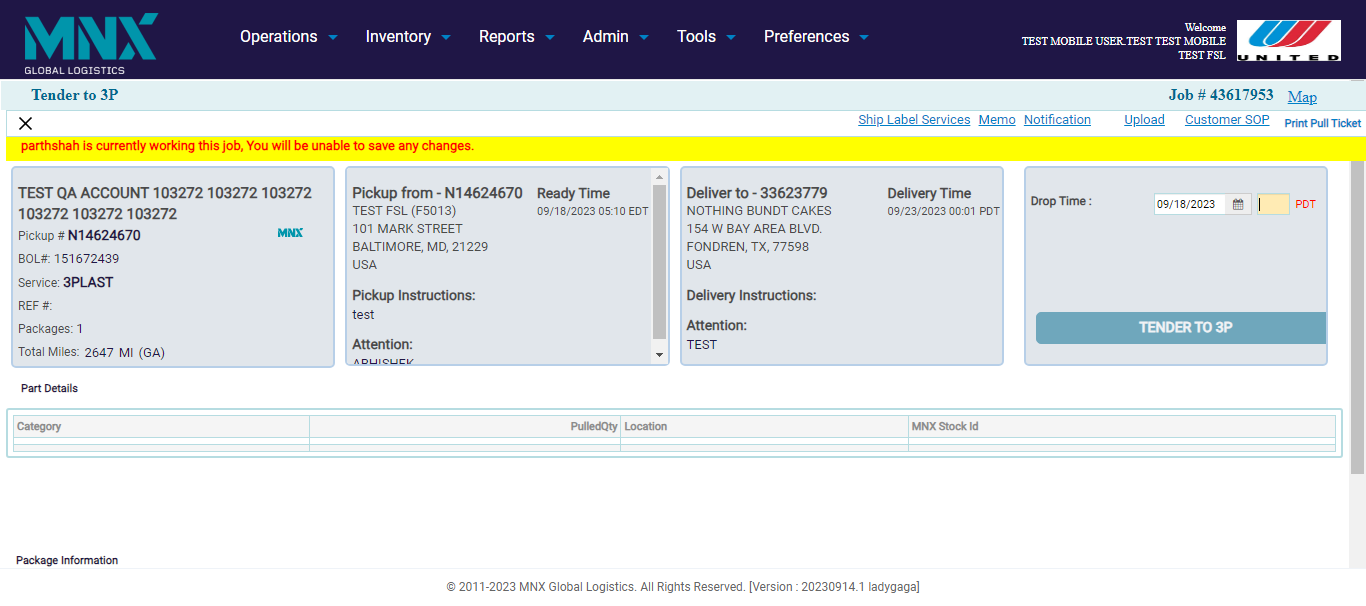 MNX
GLOBAL LOGISTICS
Operations Inventory Reports Admin Tools Preferences
Welcome
TEST MOBILE USER.TEST TEST MOBILE
TEST FSL
UNITED
Tender to 3P
Job # 43617953 Map
Ship Label Services Memo Notification Upload Customer SOP Print Pull Ticket
parthshah is currently working this job, You will be unable to save any changes.
TEST QA ACCOUNT 103272 103272 103272
103272 103272 103272
Pickup # N14624670
MNX
BOL#: 151672439
Service: 3PLAST
REF #:
Packages: 1
Total Miles: 2647 MI (GA)
Pickup from - N14624670
Ready Time
TEST FSL (F5013)
09/18/2023 05:10 EDT
101 MARK STREET
BALTIMORE, MD, 21229
USA
Pickup Instructions:
test
Attention:
ABHISHEK
Deliver to - 33623779
Delivery Time
NOTHING BUNDT CAKES
09/23/2023 00:01 PDT
154 W BAY AREA BLVD.
FONDREN, TX, 77598
USA
Delivery Instructions:
Attention:
TEST
Drop Time :
09/18/2023
PDT
TENDER TO 3P
Part Details
Category PulledQty Location MNX Stock Id
Package Information
© 2011-2023 MNX Global Logistics. All Rights Reserved. [Version : 20230914.1 ladygaga]